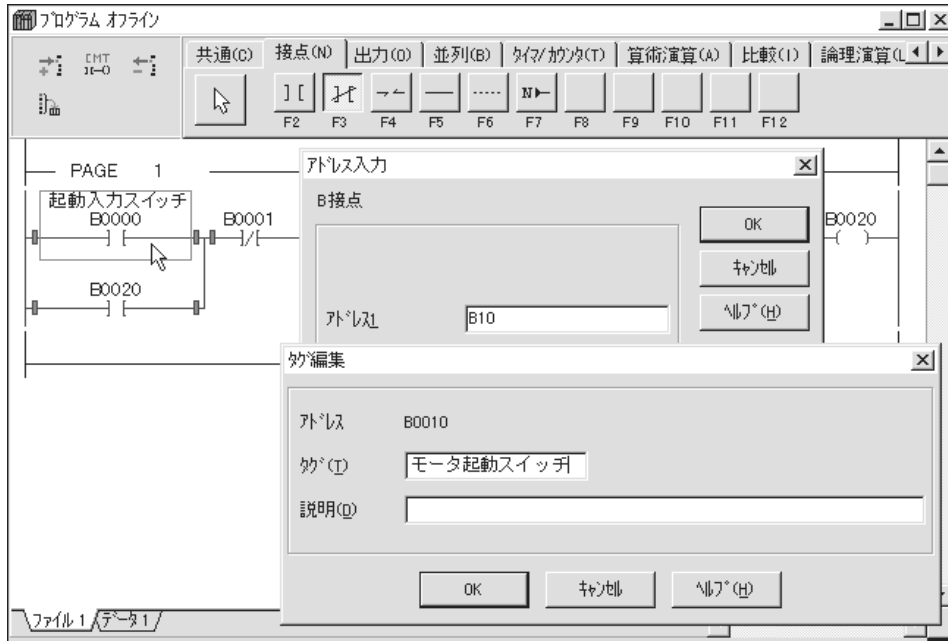 プログラム オフライン
共通(C) 接点(N) 出力(O) 並列(B) タイマ/カウンタ(T) 算術演算(A) 比較(I) 論理演算(L
CMT
N
F2 F3 F4 F5 F6 F7 F8 F9 F10 F11 F12
PAGE 1
起動入力スイッチ
B0000
B0001
B0020
B0020
アドレス入力
B接点
アドレス1 B10
OK
キャンセル
ヘルプ(H)
タグ編集
アドレス B0010
タグ(T) モータ起動スイッチ
説明(D)
OK キャンセル ヘルプ(H)
ファイル 1 データ 1